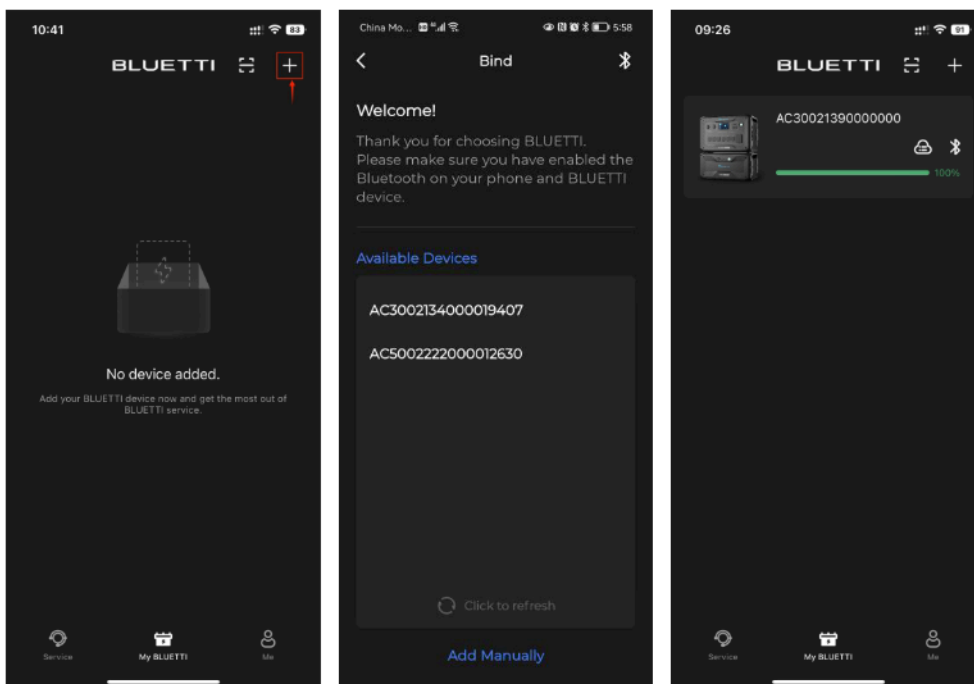 10:41
83
BLUETTI
No device added.
Add your BLUETTI device now and get the most out of
BLUETTI service.
Service
My BLUETTI
Me
China Mo...
5:58
Bind
Welcome!
Thank you for choosing BLUETTI.
Please make sure you have enabled the
Bluetooth on your phone and BLUETTI
device.
Available Devices
AC3002134000019407
AC5002222000012630
Click to refresh
Add Manually
09:26
91
BLUETTI
AC30021390000000
100%
Service
My BLUETTI
Me